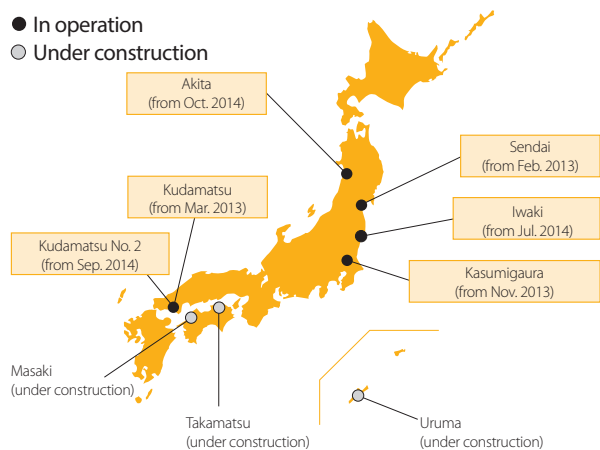 In operation
Under construction
Akita
(from Oct. 2014)
Sendai
(from Feb. 2013)
Kudamatsu
(from Mar. 2013)
Iwaki
(from Jul. 2014)
Kudamatsu No. 2
(from Sep. 2014)
Kasumigaura
(from Nov. 2013)
Masaki
(under construction)
Takamatsu
(under construction)
Uruma
(under construction)